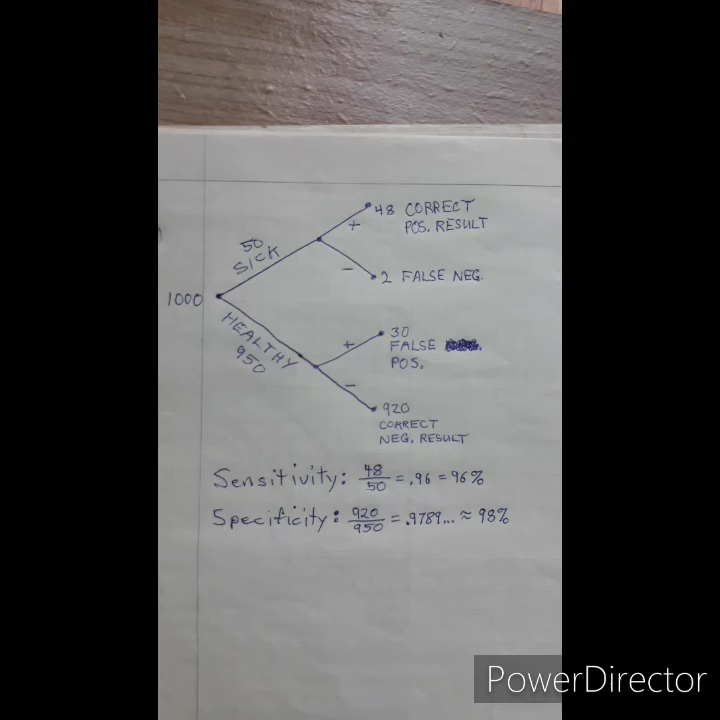 48 CORRECT
POS. RESULT
+
50
SICK
−
2 FALSE NEG.
1000
HEALTHY
950
+
30
FALSE
POS.
−
920
CORRECT
NEG. RESULT
Sensitivity: 48/50 = .96 = 96%
Specificity: 920/950 = .9789... ≈ 98%
PowerDirector